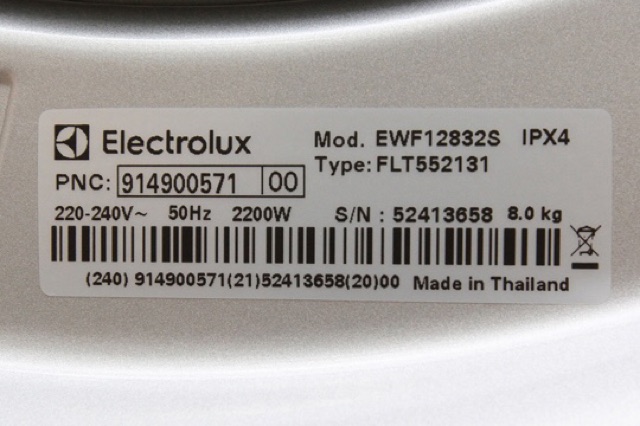 Electrolux Mod. EWF12832S IPX4
Type: FLT552131
PNC: 914900571 00
220-240V~ 50Hz 2200W S/N : 52413658 8.0 kg
(240) 914900571(21)52413658(20)00 Made in Thailand